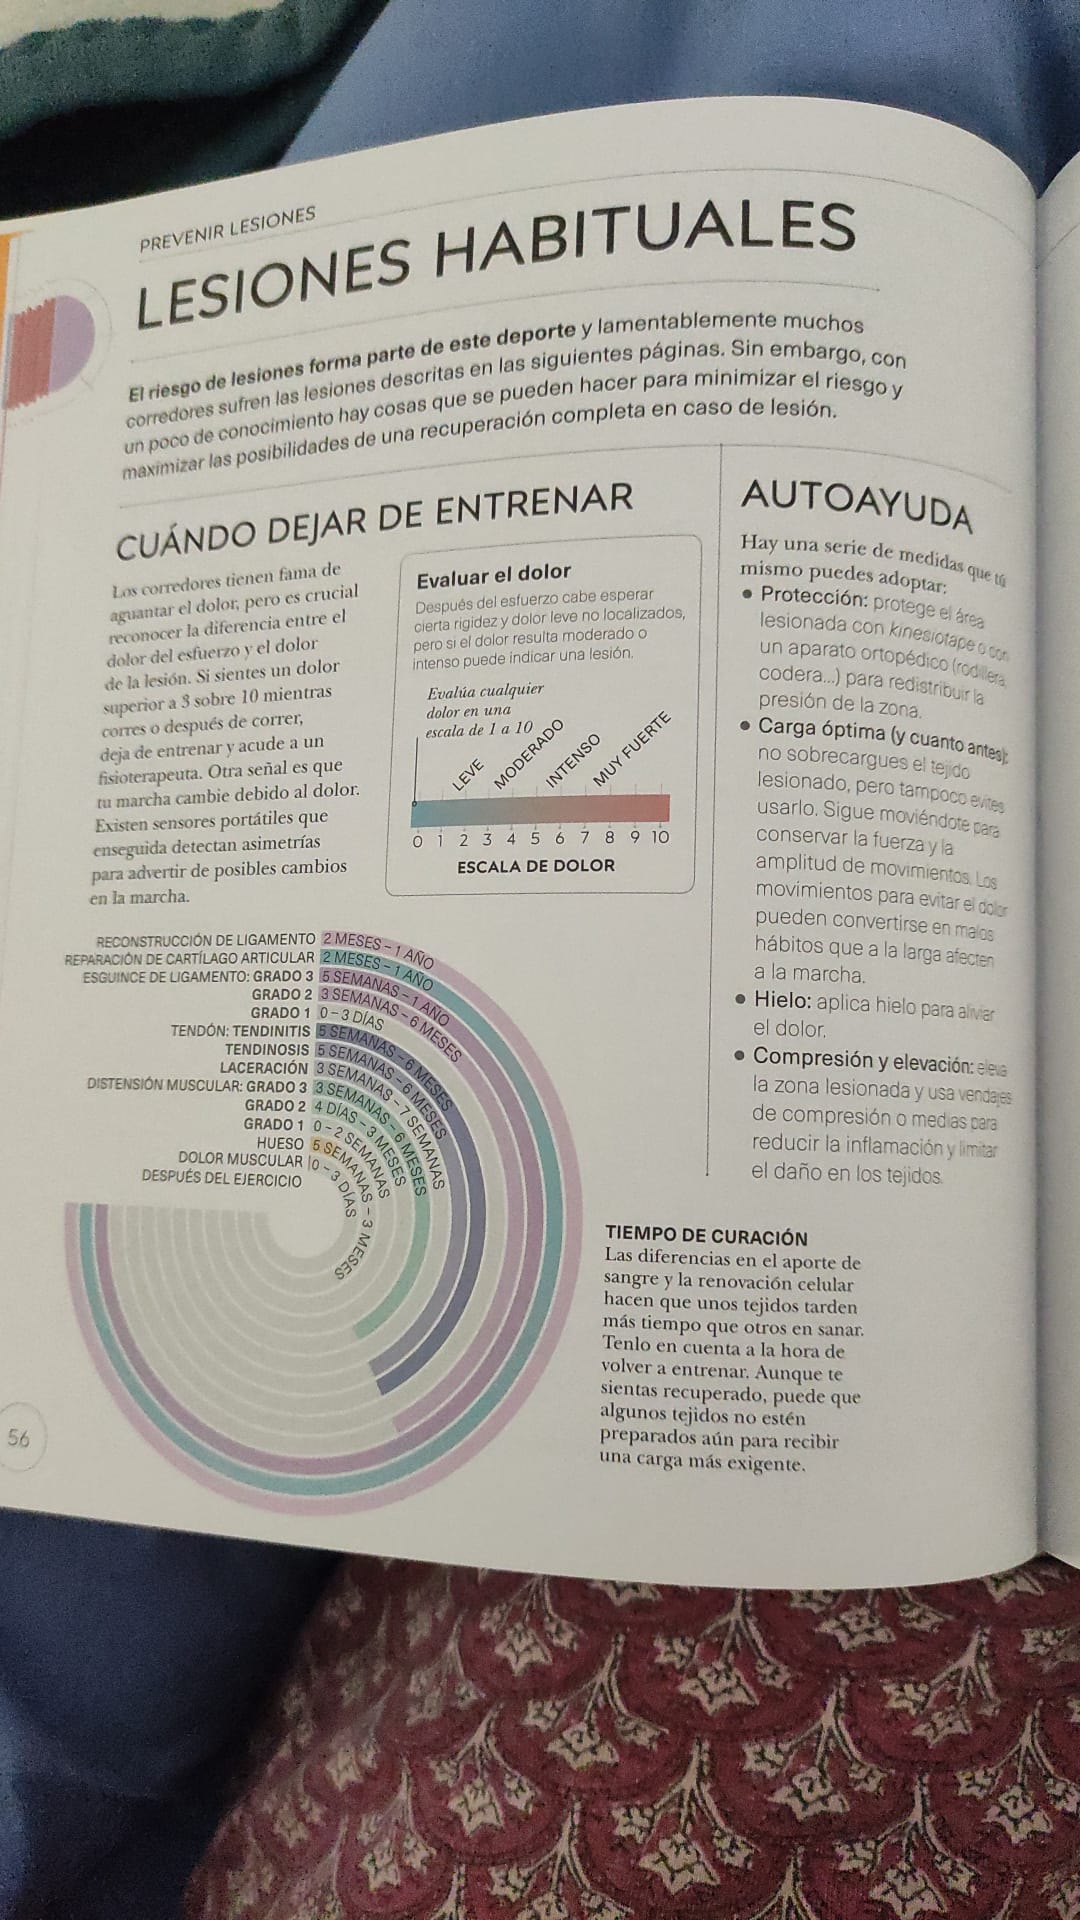 PREVENIR LESIONES
LESIONES HABITUALES
El riesgo de lesiones forma parte de este deporte y lamentablemente muchos
corredores sufren las lesiones descritas en las siguientes páginas. Sin embargo, con
un poco de conocimiento hay cosas que se pueden hacer para minimizar el riesgo y
maximizar las posibilidades de una recuperación completa en caso de lesión.
CUÁNDO DEJAR DE ENTRENAR
Los corredores tienen fama de
aguantar el dolor, pero es crucial
reconocer la diferencia entre el
dolor del esfuerzo y el dolor
de la lesión. Si sientes un dolor
superior a 3 sobre 10 mientras
corres o después de correr,
deja de entrenar y acude a un
fisioterapeuta. Otra señal es que
tu marcha cambie debido al dolor.
Existen sensores portátiles que
enseguida detectan asimetrías
para advertir de posibles cambios
en la marcha.
Evaluar el dolor
Después del esfuerzo cabe esperar
cierta rigidez y dolor leve no localizados,
pero si el dolor resulta moderado o
intenso puede indicar una lesión.
Evalúa cualquier
dolor en una
escala de 1 a 10
LEVE
MODERADO
INTENSO
MUY FUERTE
0 1 2 3 4 5 6 7 8 9 10
ESCALA DE DOLOR
AUTOAYUDA
Hay una serie de medidas que tú
mismo puedes adoptar:
• Protección: protege el área
lesionada con kinesiotape o con
un aparato ortopédico (rodillera,
codera...) para redistribuir la
presión de la zona.
• Carga óptima (y cuanto antes):
no sobrecargues el tejido
lesionado, pero tampoco evites
usarlo. Sigue moviéndote para
conservar la fuerza y la
amplitud de movimientos. Los
movimientos para evitar el dolor
pueden convertirse en malos
hábitos que a la larga afecten
a la marcha.
• Hielo: aplica hielo para aliviar
el dolor.
• Compresión y elevación: eleva
la zona lesionada y usa vendajes
de compresión o medias para
reducir la inflamación y limitar
el daño en los tejidos.
RECONSTRUCCIÓN DE LIGAMENTO 2 MESES – 1 AÑO
REPARACIÓN DE CARTÍLAGO ARTICULAR 2 MESES – 1 AÑO
ESGUINCE DE LIGAMENTO: GRADO 3 5 SEMANAS – 1 AÑO
GRADO 2 3 SEMANAS – 6 MESES
GRADO 1 0 – 3 DÍAS
TENDÓN: TENDINITIS 5 SEMANAS – 6 MESES
TENDINOSIS 5 SEMANAS – 6 MESES
LACERACIÓN 3 SEMANAS – 7 SEMANAS
DISTENSIÓN MUSCULAR: GRADO 3 3 SEMANAS – 6 MESES
GRADO 2 4 DÍAS – 3 MESES
GRADO 1 0 – 2 SEMANAS
HUESO 5 SEMANAS – 3 MESES
DOLOR MUSCULAR 0 – 3 DÍAS
DESPUÉS DEL EJERCICIO
TIEMPO DE CURACIÓN
Las diferencias en el aporte de
sangre y la renovación celular
hacen que unos tejidos tarden
más tiempo que otros en sanar.
Tenlo en cuenta a la hora de
volver a entrenar. Aunque te
sientas recuperado, puede que
algunos tejidos no estén
preparados aún para recibir
una carga más exigente.
56